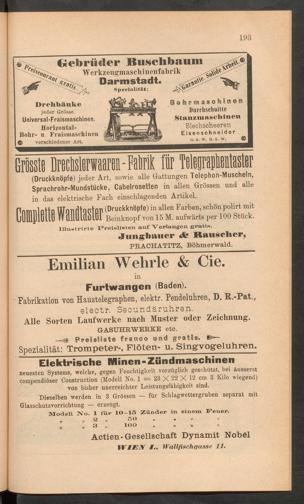 193
Gebrüder Buschbaum
Werkzeugmaschinenfabrik
Darmstadt.
Specialität:
Preiscourant gratis.
Garantie. Solide Arbeit.
Drehbänke
jeder Grösse.
Universal-Fraismaschinen.
Horizontal-
Bohr- u. Fraismaschinen
verschiedener Art.
Bohrmaschinen
Durchschnitte
Stanzmaschinen
Blechscheeren
Eisenschneider
u. s. w. u. s. w.
Grösste Drechslerwaaren-Fabrik für Telegraphentaster
(Druckknöpfe) jeder Art, sowie alle Gattungen Telephon-Muscheln,
Sprachrohr-Mundstücke, Cabelrosetten in allen Grössen und alle
in das elektrische Fach einschlagenden Artikel.
Complette Wandtaster (Druckknöpfe) in allen Farben, schön polirt mit
Beinknopf von 15 M. aufwärts per 100 Stück.
Illustrirte Preislisten auf Verlangen gratis.
Jungbauer & Rauscher,
PRACHATITZ, Böhmerwald.
Emilian Wehrle & Cie.
in
Furtwangen (Baden).
Fabrikation von Haustelegraphen, elektr. Pendeluhren, D. R.-Pat.,
electr. Secundäruhren.
Alle Sorten Laufwerke nach Muster oder Zeichnung.
GASUHRWERKE etc.
Preisliste franco und gratis.
Spezialität: Trompeter-, Flöten- u. Singvogeluhren.
Elektrische Minen-Zündmaschinen
neuesten Systems, welche, gegen Feuchtigkeit vorzüglich geschützt, bei äusserst
compendiöser Construction (Modell No. 1 = 23 × 22 × 12 cm 5 Kilo wiegend)
von bisher unerreichter Leistungsfähigkeit sind.
Dieselben werden in 3 Grössen — für Schlagwettergruben separat mit
Glasschutzvorrichtung — erzeugt.
Modell No. 1 für 10–15 Zünder in einem Feuer.
" " 2 " 50 " " " "
" " 3 " 100 " " " "
Actien-Gesellschaft Dynamit Nobel
WIEN I., Wallfischgasse 11.